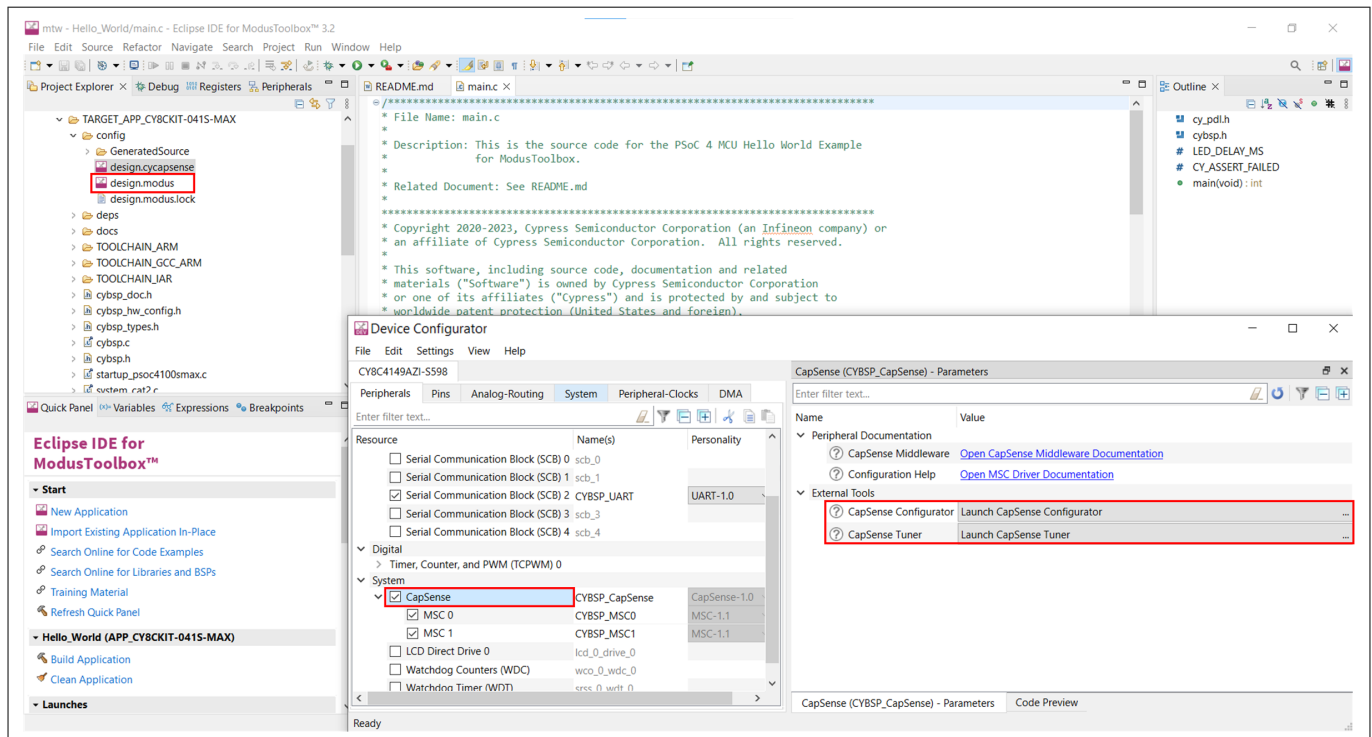 mtw - Hello_World/main.c - Eclipse IDE for ModusToolbox™ 3.2
File Edit Source Refactor Navigate Search Project Run Window Help
Project Explorer Debug Registers Peripherals
TARGET_APP_CY8CKIT-041S-MAX
config
GeneratedSource
design.cycapsense
design.modus
design.modus.lock
deps
docs
TOOLCHAIN_ARM
TOOLCHAIN_GCC_ARM
TOOLCHAIN_IAR
cybsp_doc.h
cybsp_hw_config.h
cybsp_types.h
cybsp.c
cybsp.h
startup_psoc4100smax.c
system_cat2.c
README.md main.c
/******************************************************************************
* File Name: main.c
*
* Description: This is the source code for the PSoC 4 MCU Hello World Example
* for ModusToolbox.
*
* Related Document: See README.md
*
******************************************************************************
* Copyright 2020-2023, Cypress Semiconductor Corporation (an Infineon company) or
* an affiliate of Cypress Semiconductor Corporation. All rights reserved.
*
* This software, including source code, documentation and related
* materials ("Software") is owned by Cypress Semiconductor Corporation
* or one of its affiliates ("Cypress") and is protected by and subject to
* worldwide patent protection (United States and foreign),
Outline
cy_pdl.h
cybsp.h
LED_DELAY_MS
CY_ASSERT_FAILED
main(void) : int
Quick Panel Variables Expressions Breakpoints
Eclipse IDE for
ModusToolbox™
Start
New Application
Import Existing Application In-Place
Search Online for Code Examples
Search Online for Libraries and BSPs
Training Material
Refresh Quick Panel
Hello_World (APP_CY8CKIT-041S-MAX)
Build Application
Clean Application
Launches
Device Configurator
File Edit Settings View Help
CY8C4149AZI-S598
Peripherals Pins Analog-Routing System Peripheral-Clocks DMA
Enter filter text...
Resource Name(s) Personality
Serial Communication Block (SCB) 0 scb_0
Serial Communication Block (SCB) 1 scb_1
Serial Communication Block (SCB) 2 CYBSP_UART UART-1.0
Serial Communication Block (SCB) 3 scb_3
Serial Communication Block (SCB) 4 scb_4
Digital
Timer, Counter, and PWM (TCPWM) 0
System
CapSense CYBSP_CapSense CapSense-1.0
MSC 0 CYBSP_MSC0 MSC-1.1
MSC 1 CYBSP_MSC1 MSC-1.1
LCD Direct Drive 0 lcd_0_drive_0
Watchdog Counters (WDC) wco_0_wdc_0
Watchdog Timer (WDT) srss_0_wdt_0
Ready
CapSense (CYBSP_CapSense) - Parameters
Enter filter text...
Name Value
Peripheral Documentation
CapSense Middleware Open CapSense Middleware Documentation
Configuration Help Open MSC Driver Documentation
External Tools
CapSense Configurator Launch CapSense Configurator ...
CapSense Tuner Launch CapSense Tuner ...
CapSense (CYBSP_CapSense) - Parameters Code Preview